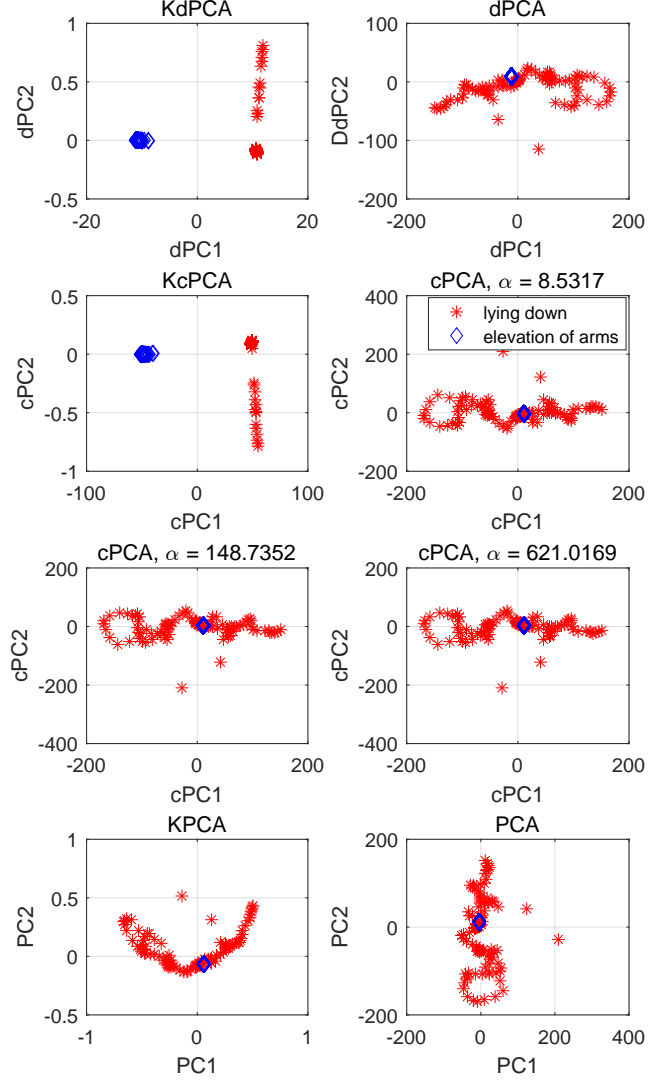 KdPCA
dPC2
1
0.5
0
-0.5
-20
0
20
dPC1
dPCA
DdPC2
100
0
-100
-200
-200
0
200
dPC1
KcPCA
cPC2
0.5
0
-0.5
-1
-100
0
100
cPC1
cPCA, α = 8.5317
cPC2
400
200
0
-200
-200
0
200
cPC1
lying down
elevation of arms
cPCA, α = 148.7352
cPC2
200
0
-200
-400
-200
0
200
cPC1
cPCA, α = 621.0169
cPC2
200
0
-200
-400
-200
0
200
cPC1
KPCA
PC2
1
0.5
0
-0.5
-1
0
1
PC1
PCA
PC2
200
0
-200
-200
0
200
400
PC1